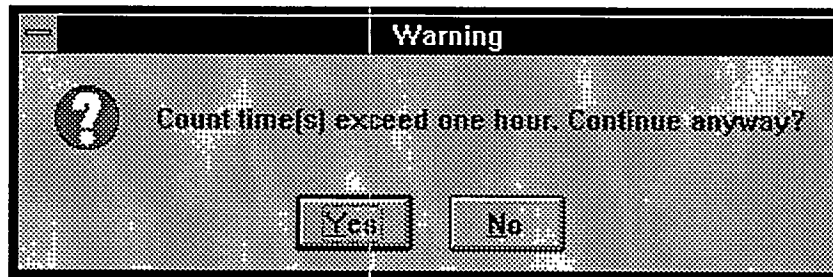 Warning
Count time(s) exceed one hour. Continue anyway?
Yes
No